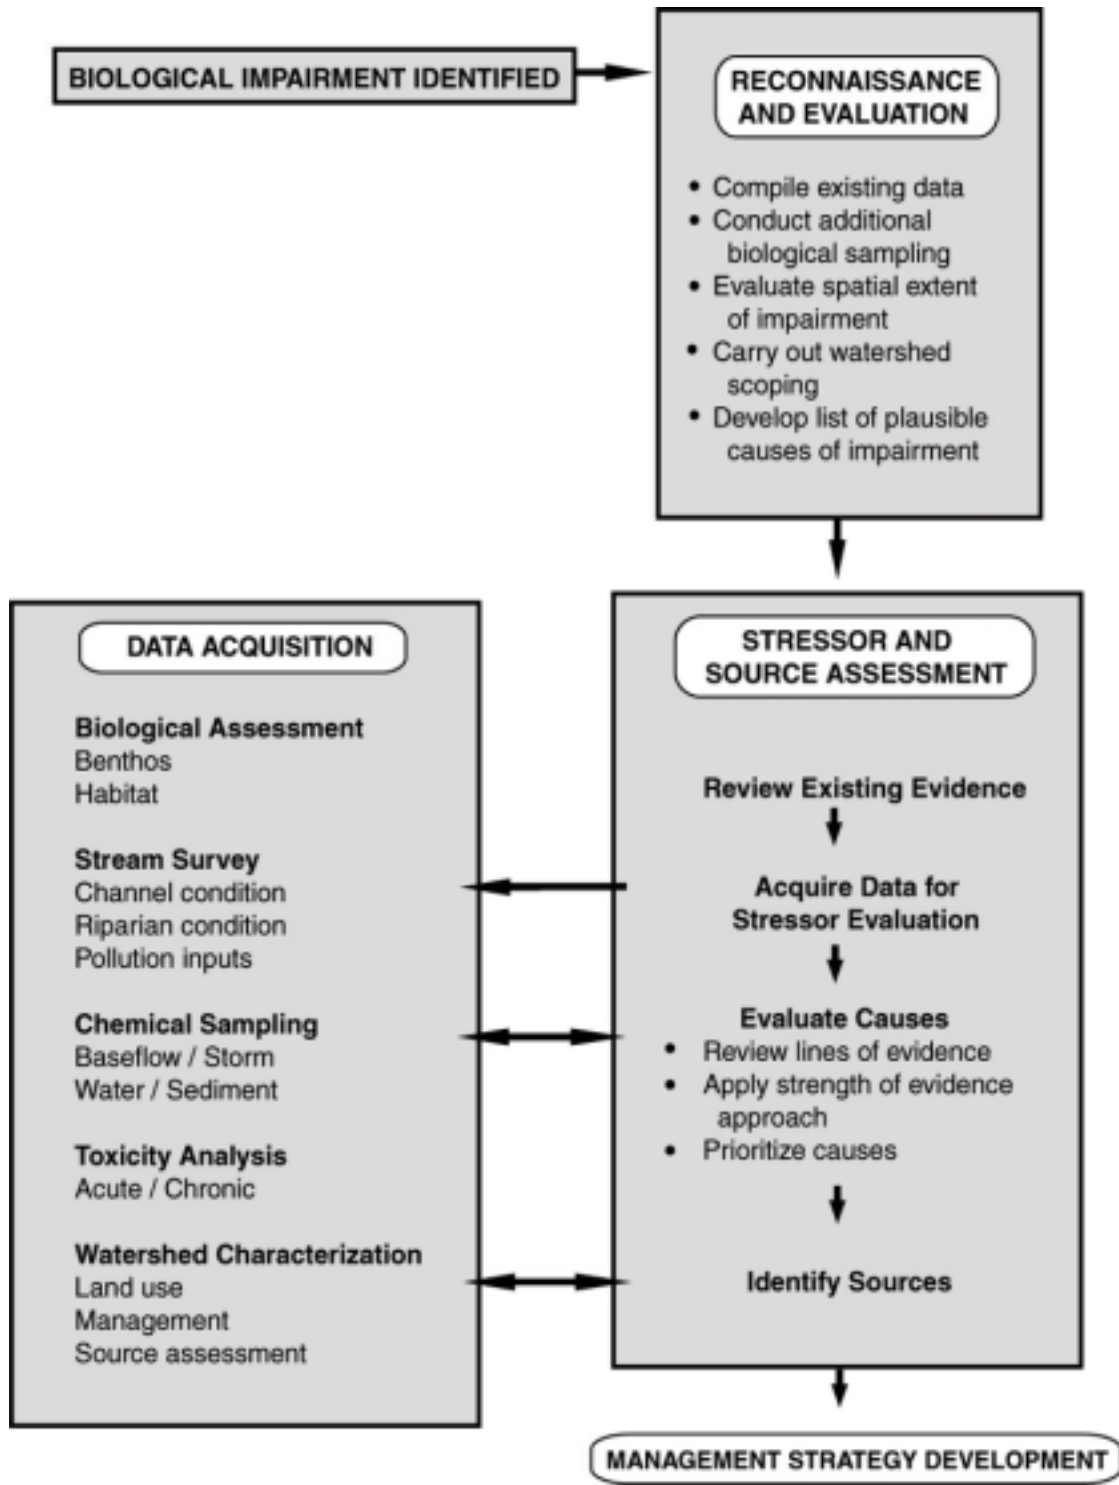 BIOLOGICAL IMPAIRMENT IDENTIFIED
RECONNAISSANCE
AND EVALUATION
• Compile existing data
• Conduct additional
biological sampling
• Evaluate spatial extent
of impairment
• Carry out watershed
scoping
• Develop list of plausible
causes of impairment
DATA ACQUISITION
Biological Assessment
Benthos
Habitat
Stream Survey
Channel condition
Riparian condition
Pollution inputs
Chemical Sampling
Baseflow / Storm
Water / Sediment
Toxicity Analysis
Acute / Chronic
Watershed Characterization
Land use
Management
Source assessment
STRESSOR AND
SOURCE ASSESSMENT
Review Existing Evidence
Acquire Data for
Stressor Evaluation
Evaluate Causes
• Review lines of evidence
• Apply strength of evidence
approach
• Prioritize causes
Identify Sources
MANAGEMENT STRATEGY DEVELOPMENT